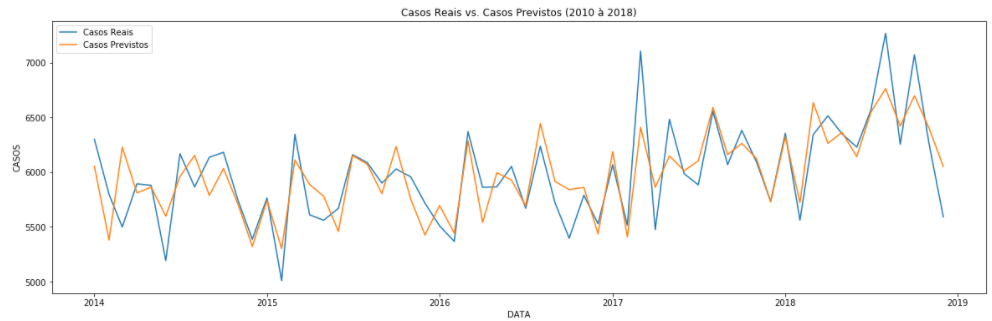 Casos Reais vs. Casos Previstos (2010 à 2018)
Casos Reais
Casos Previstos
7000
6500
6000
5500
5000
CASOS
2014
2015
2016
2017
2018
2019
DATA